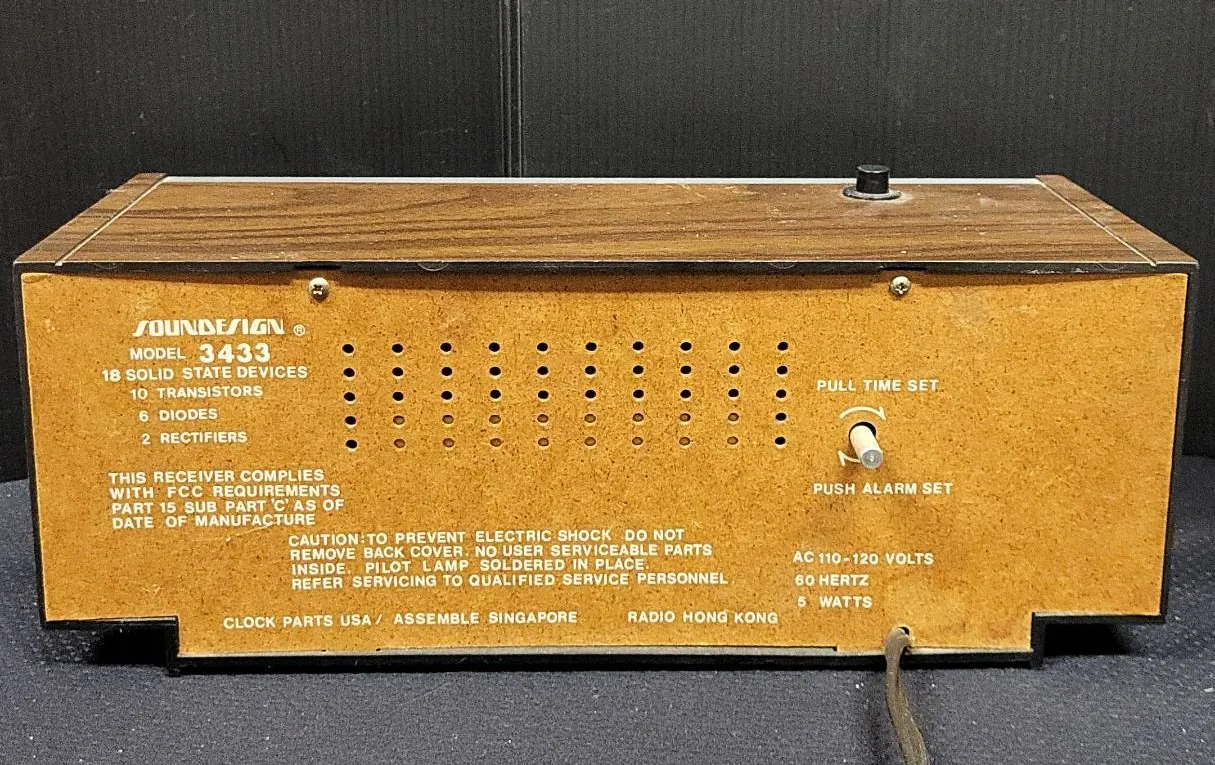 SOUNDESIGN ®
MODEL 3433
18 SOLID STATE DEVICES
10 TRANSISTORS
6 DIODES
2 RECTIFIERS
THIS RECEIVER COMPLIES
WITH FCC REQUIREMENTS
PART 15 SUB PART 'C' AS OF
DATE OF MANUFACTURE
PULL TIME SET
PUSH ALARM SET
CAUTION: TO PREVENT ELECTRIC SHOCK DO NOT
REMOVE BACK COVER. NO USER SERVICEABLE PARTS
INSIDE. PILOT LAMP SOLDERED IN PLACE.
REFER SERVICING TO QUALIFIED SERVICE PERSONNEL
AC 110-120 VOLTS
60 HERTZ
5 WATTS
CLOCK PARTS USA / ASSEMBLE SINGAPORE RADIO HONG KONG